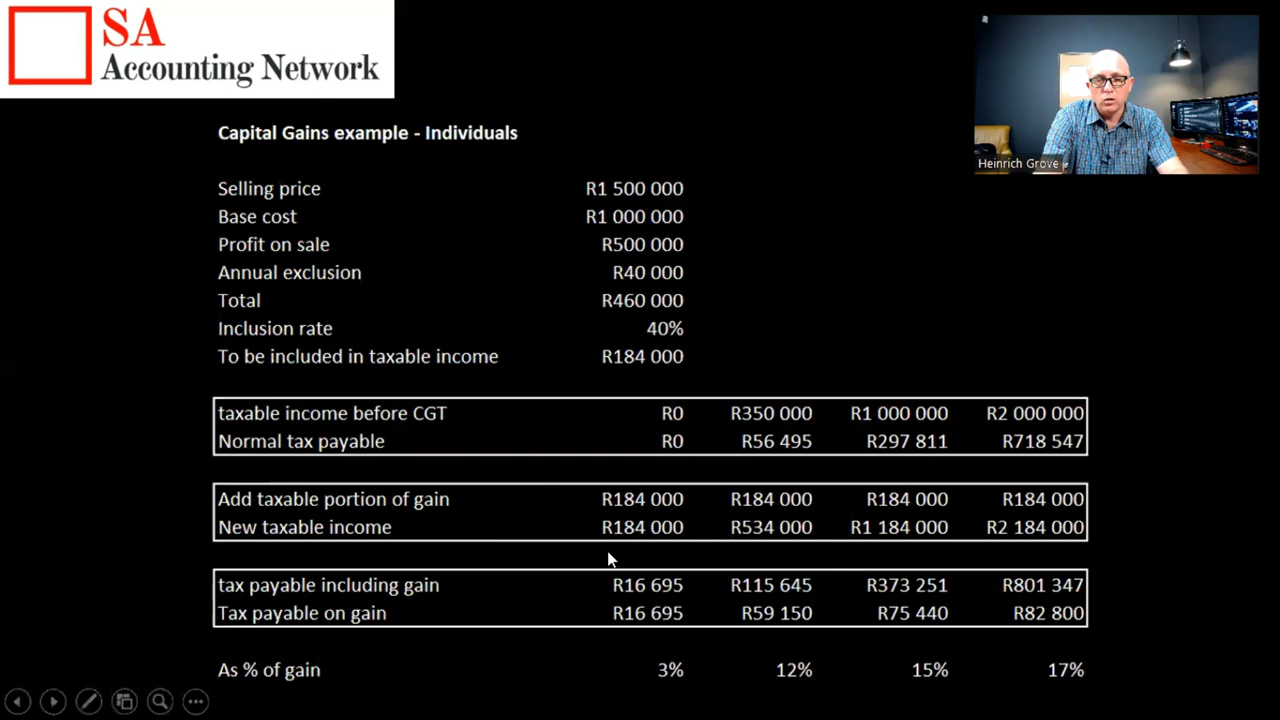 SA
Accounting Network
Heinrich Grove
Capital Gains example - Individuals
Selling price R1 500 000
Base cost R1 000 000
Profit on sale R500 000
Annual exclusion R40 000
Total R460 000
Inclusion rate 40%
To be included in taxable income R184 000
taxable income before CGT R0 R350 000 R1 000 000 R2 000 000
Normal tax payable R0 R56 495 R297 811 R718 547
Add taxable portion of gain R184 000 R184 000 R184 000 R184 000
New taxable income R184 000 R534 000 R1 184 000 R2 184 000
tax payable including gain R16 695 R115 645 R373 251 R801 347
Tax payable on gain R16 695 R59 150 R75 440 R82 800
As % of gain 3% 12% 15% 17%